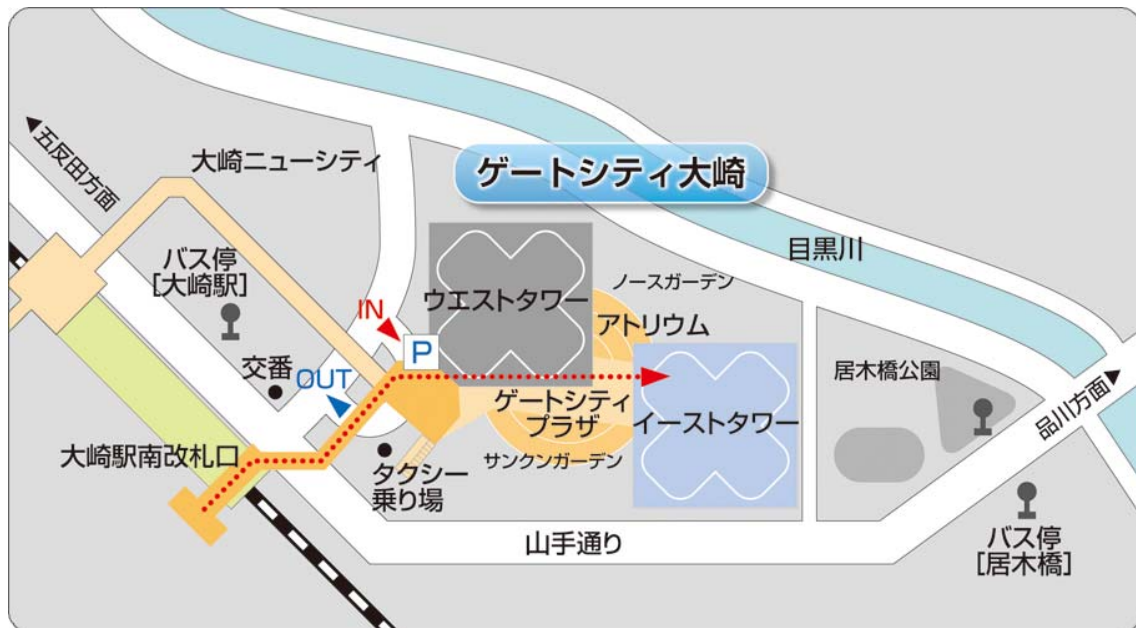 五反田方面
大崎ニューシティ
ゲートシティ大崎
バス停
[大崎駅]
目黒川
ノースガーデン
IN
ウエストタワー
アトリウム
P
交番
OUT
居木橋公園
品川方面
ゲートシティ
プラザ
イーストタワー
大崎駅南改札口
サンクンガーデン
タクシー
乗り場
山手通り
バス停
[居木橋]